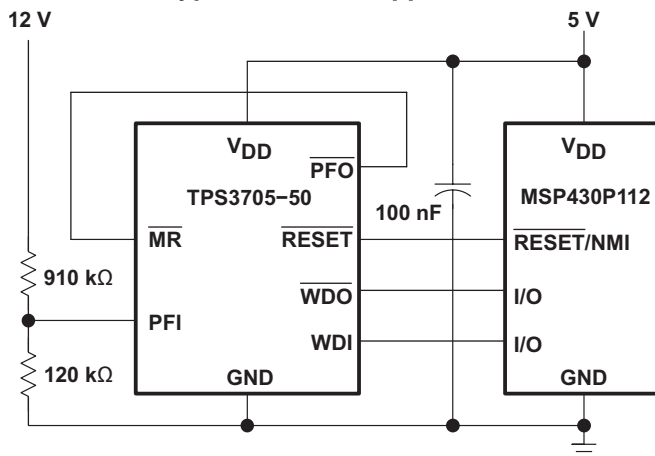 12 V
5 V
VDD
PFO
TPS3705−50
MR
RESET
WDO
PFI
WDI
GND
910 kΩ
120 kΩ
100 nF
VDD
MSP430P112
RESET/NMI
I/O
I/O
GND